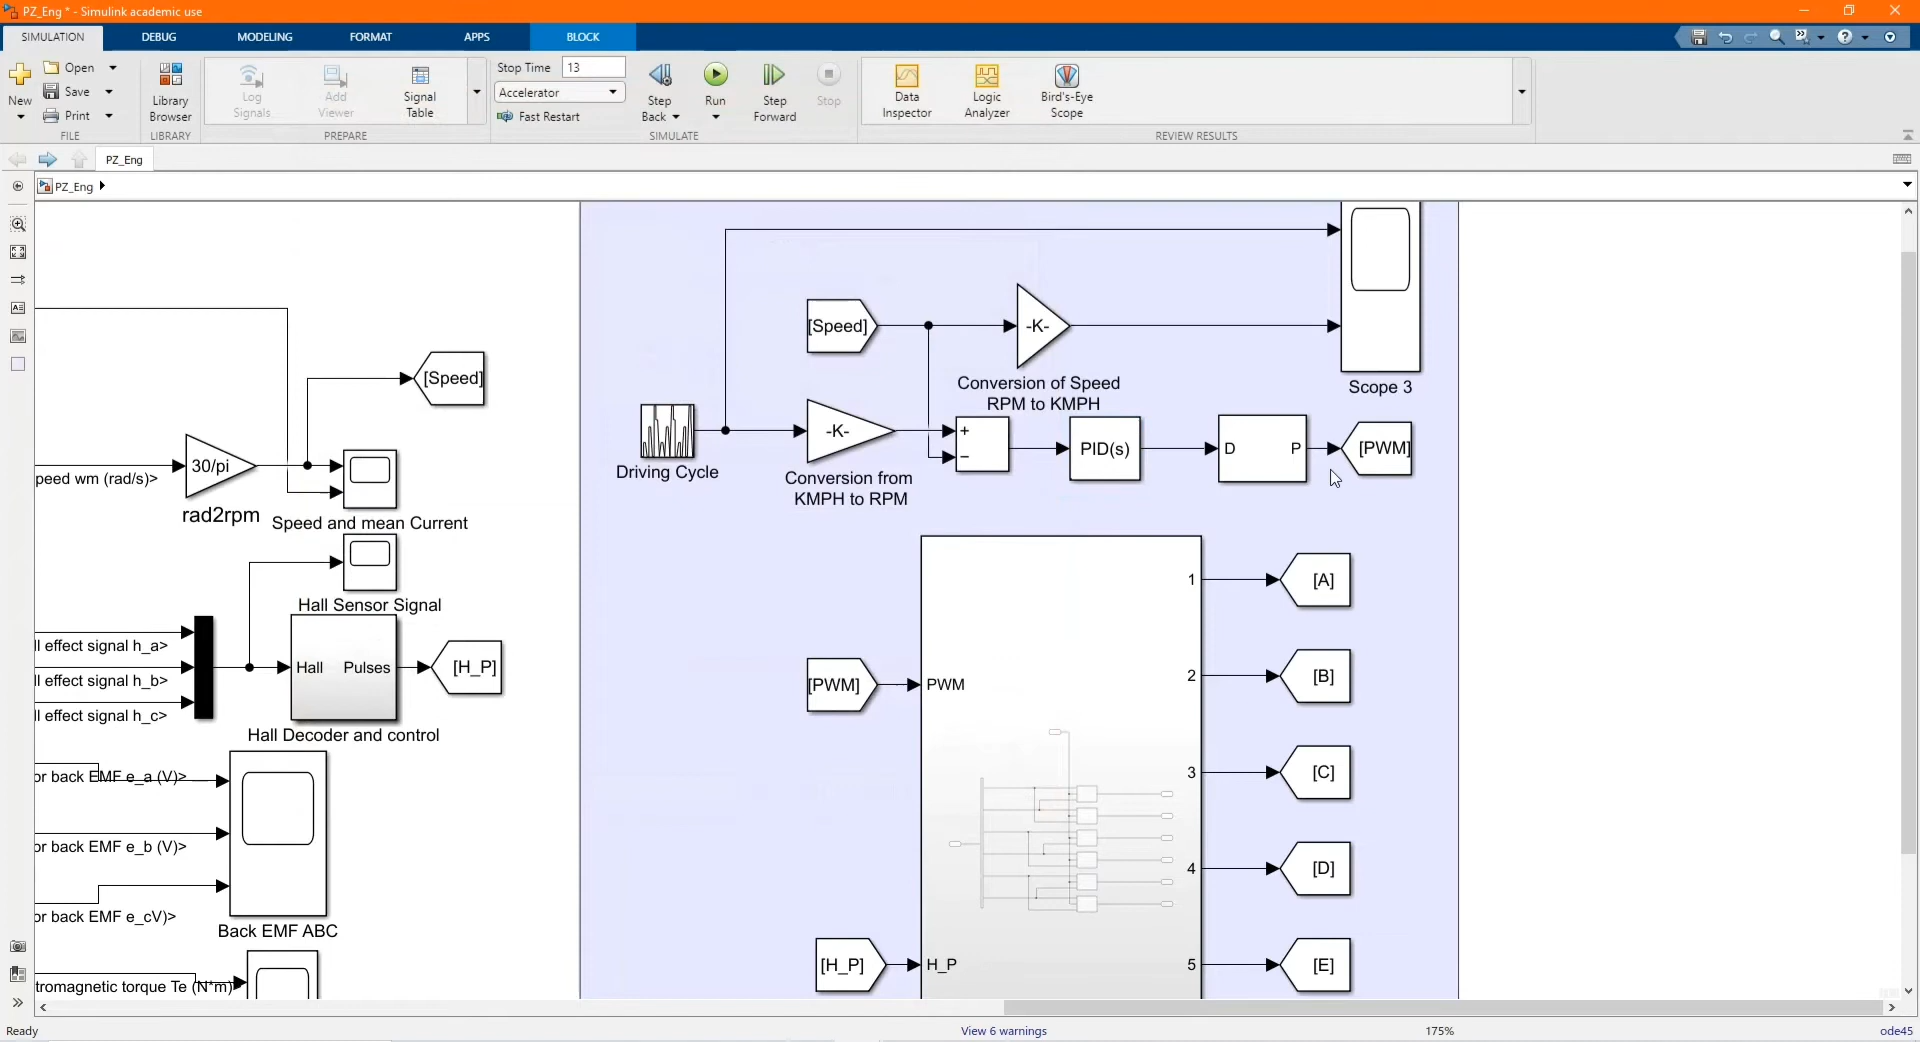 PZ_Eng * - Simulink academic use
SIMULATION DEBUG MODELING FORMAT APPS BLOCK
New
Open
Save
Print
FILE
Library
Browser
LIBRARY
Log
Signals
Add
Viewer
Signal
Table
PREPARE
Stop Time 13
Accelerator
Fast Restart
Step
Back
Run
Step
Forward
Stop
SIMULATE
Data
Inspector
Logic
Analyzer
Bird's-Eye
Scope
REVIEW RESULTS
PZ_Eng
PZ_Eng
[Speed]
30/pi
peed wm (rad/s)>
rad2rpm
Speed and mean Current
Hall Sensor Signal
ll effect signal h_a>
ll effect signal h_b>
ll effect signal h_c>
Hall Pulses
[H_P]
Hall Decoder and control
or back EMF e_a (V)>
or back EMF e_b (V)>
or back EMF e_cV)>
Back EMF ABC
tromagnetic torque Te (N*m)
[Speed]
-K-
Conversion of Speed
RPM to KMPH
Scope 3
Driving Cycle
-K-
Conversion from
KMPH to RPM
+
−
PID(s)
D P
[PWM]
1 [A]
2 [B]
[PWM] PWM
3 [C]
4 [D]
[H_P] H_P
5 [E]
Ready
View 6 warnings
175%
ode45